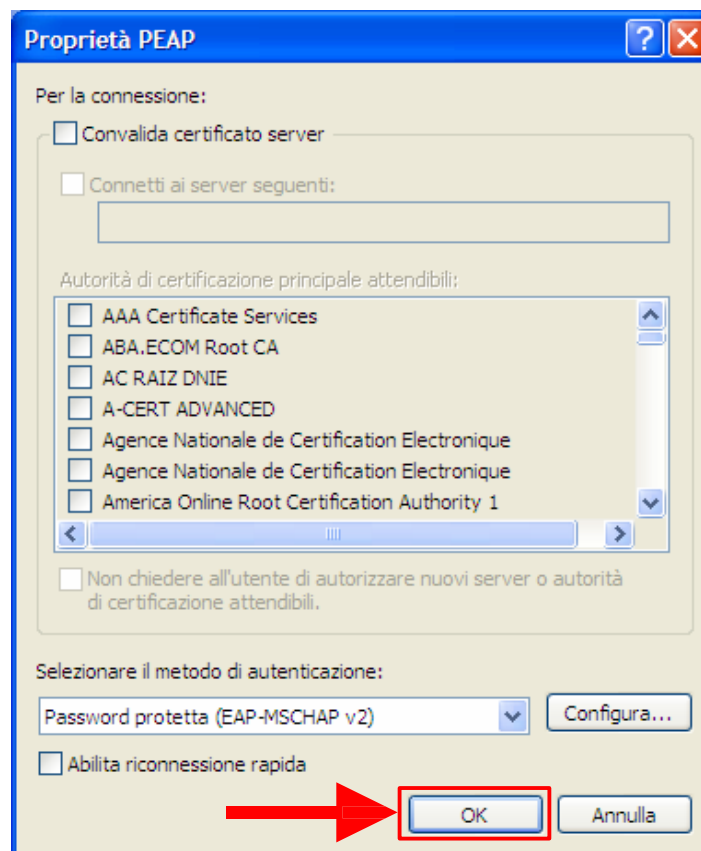 Proprietà PEAP
Per la connessione:
Convalida certificato server
Connetti ai server seguenti:
Autorità di certificazione principale attendibili:
AAA Certificate Services
ABA.ECOM Root CA
AC RAIZ DNIE
A-CERT ADVANCED
Agence Nationale de Certification Electronique
Agence Nationale de Certification Electronique
America Online Root Certification Authority 1
Non chiedere all'utente di autorizzare nuovi server o autorità
di certificazione attendibili.
Selezionare il metodo di autenticazione:
Password protetta (EAP-MSCHAP v2)
Configura...
Abilita riconnessione rapida
OK
Annulla